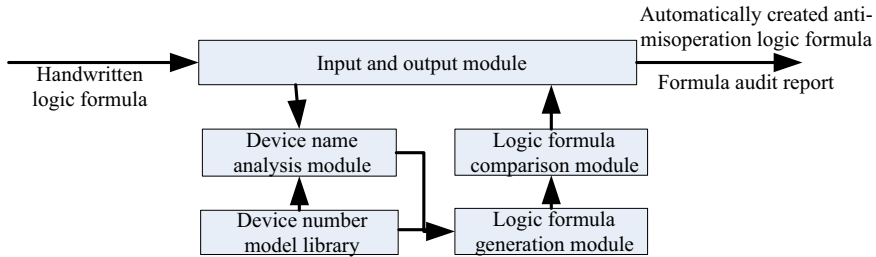 Automatically created anti-
misoperation logic formula
Handwritten
logic formula
Input and output module
Formula audit report
Device name
analysis module
Logic formula
comparison module
Device number
model library
Logic formula
generation module